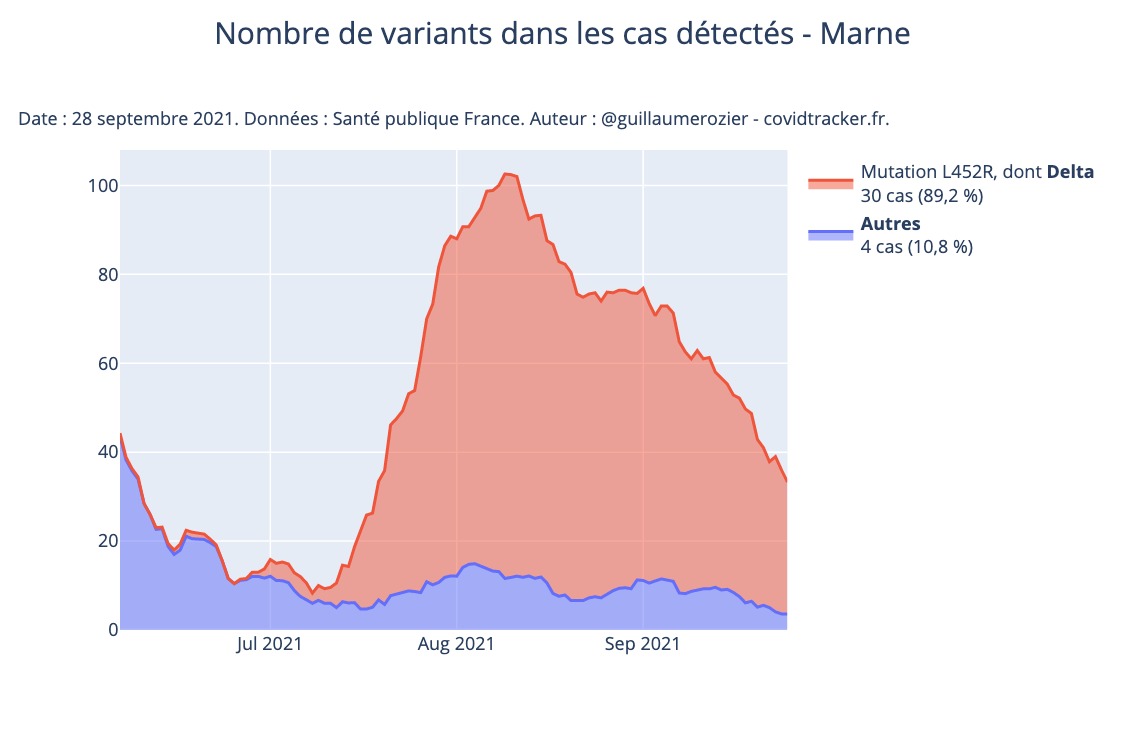 Nombre de variants dans les cas détectés - Marne
Date : 28 septembre 2021. Données : Santé publique France. Auteur : @guillaumerozier - covidtracker.fr.
Mutation L452R, dont Delta
30 cas (89,2 %)
Autres
4 cas (10,8 %)
100
80
60
40
20
0
Jul 2021
Aug 2021
Sep 2021